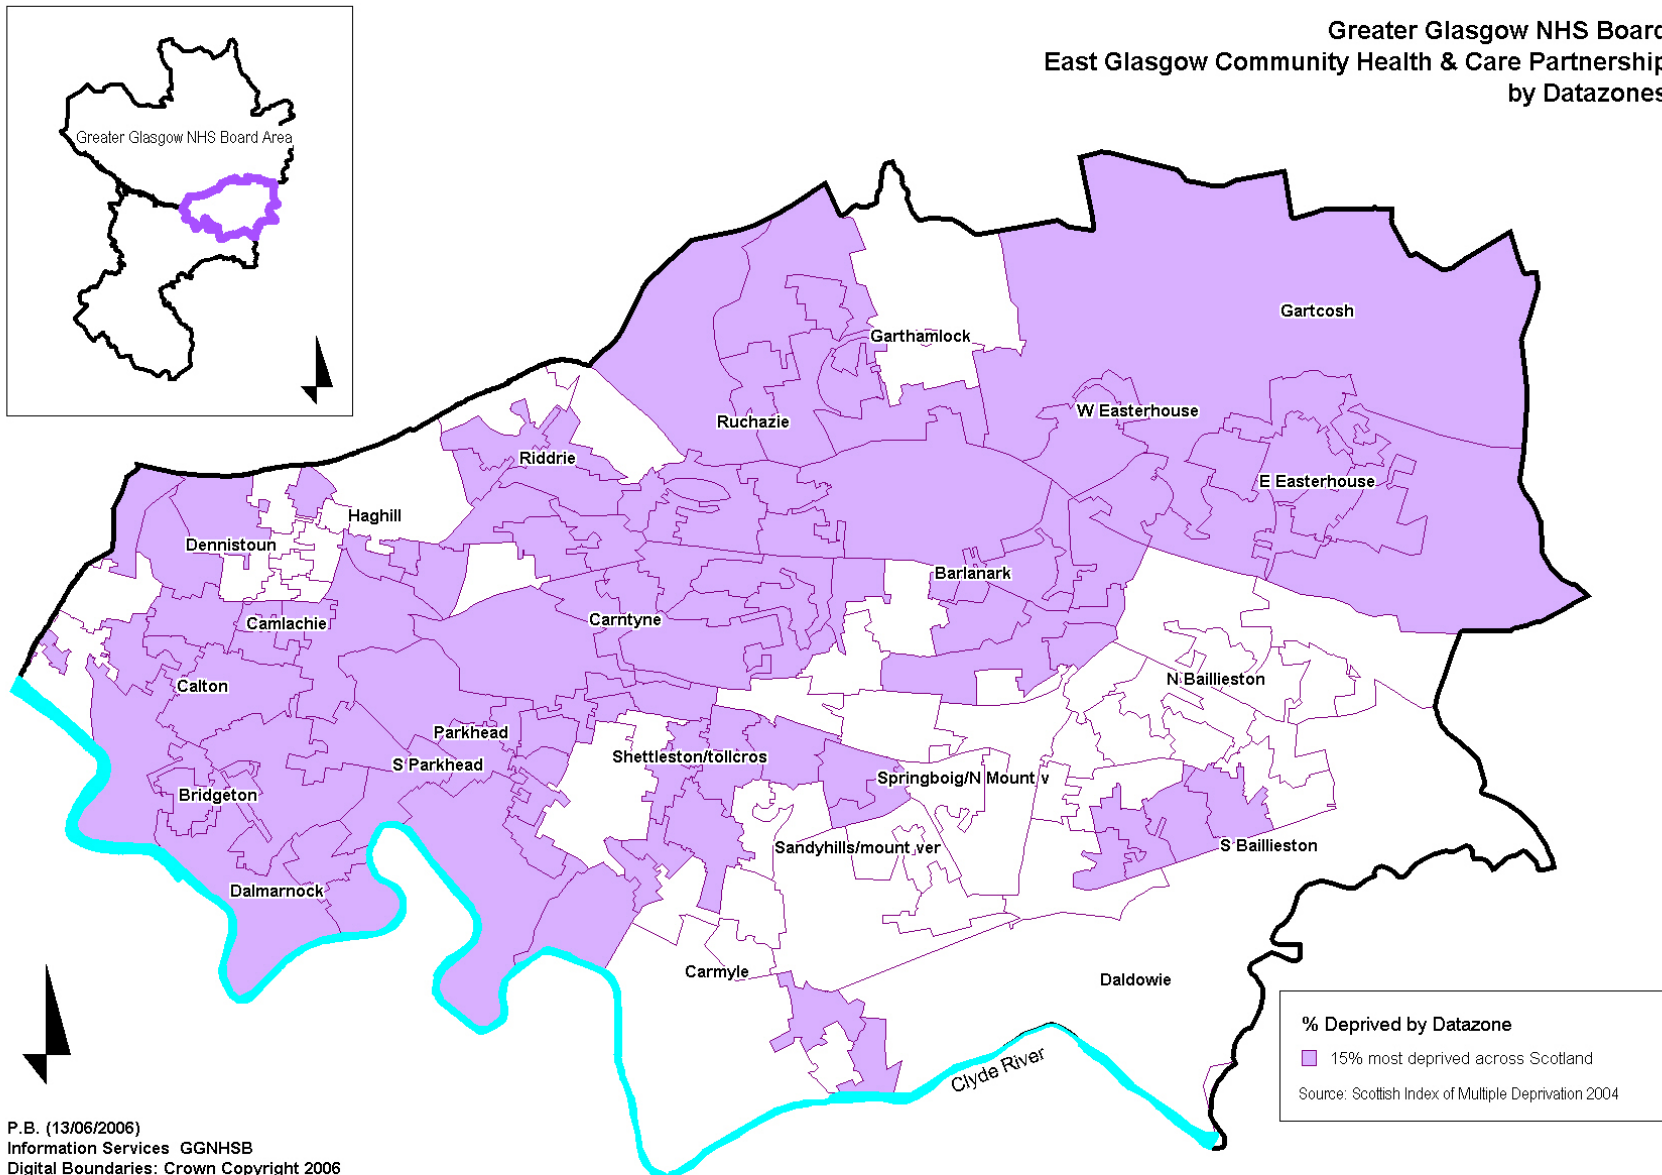 Greater Glasgow NHS Board
East Glasgow Community Health & Care Partnership
by Datazones
Greater Glasgow NHS Board Area
Gartcosh
Garthamlock
W Easterhouse
Ruchazie
Riddrie
E Easterhouse
Haghill
Dennistoun
Barlanark
Camlachie
Carntyne
N Baillieston
Calton
Parkhead
Shettleston/tollcros
S Parkhead
Springboig/N Mount v
Bridgeton
Sandyhills/mount ver
S Baillieston
Dalmarnock
Carmyle
Daldowie
Clyde River
% Deprived by Datazone
15% most deprived across Scotland
Source: Scottish Index of Multiple Deprivation 2004
P.B. (13/06/2006)
Information Services GGNHSB
Digital Boundaries: Crown Copyright 2006